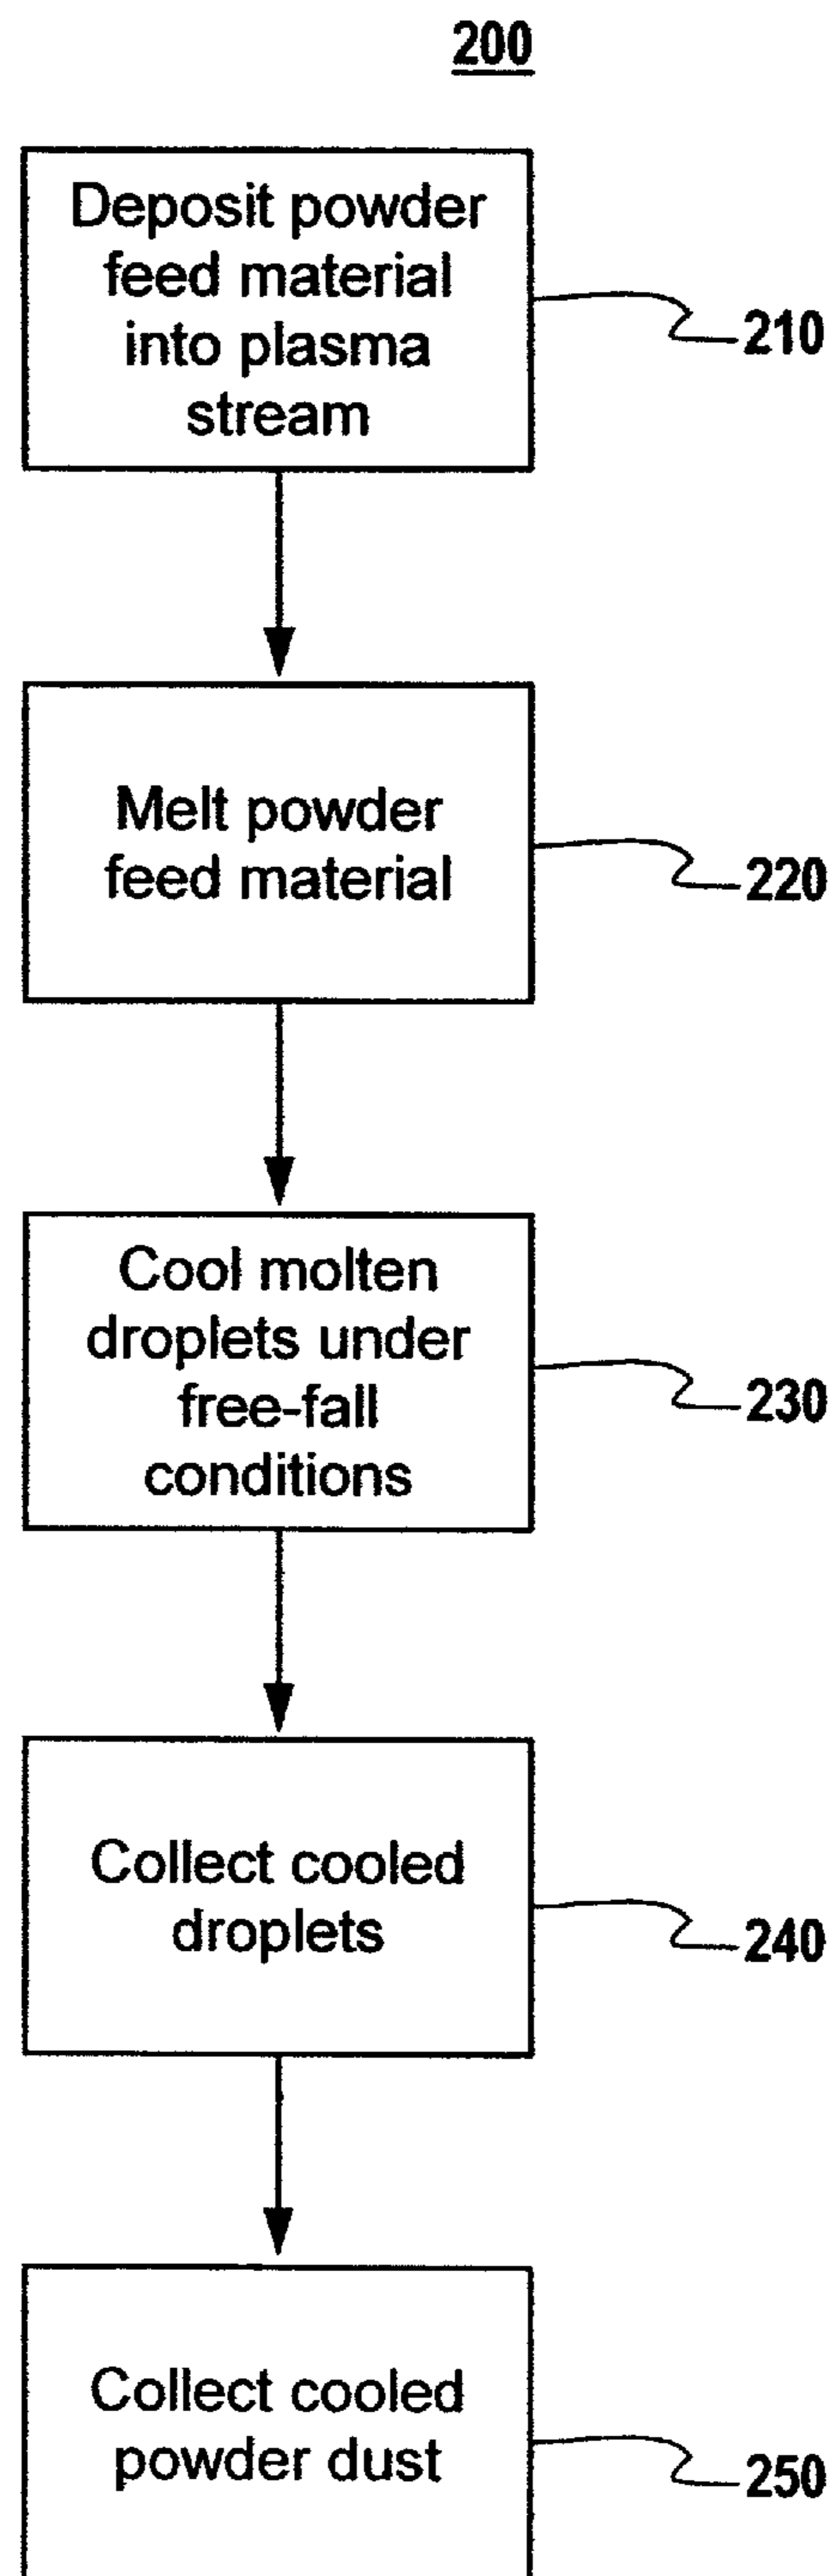 200
Deposit powder
feed material
into plasma
stream
210
Melt powder
feed material
220
Cool molten
droplets under
free-fall
conditions
230
Collect cooled
droplets
240
Collect cooled
powder dust
250